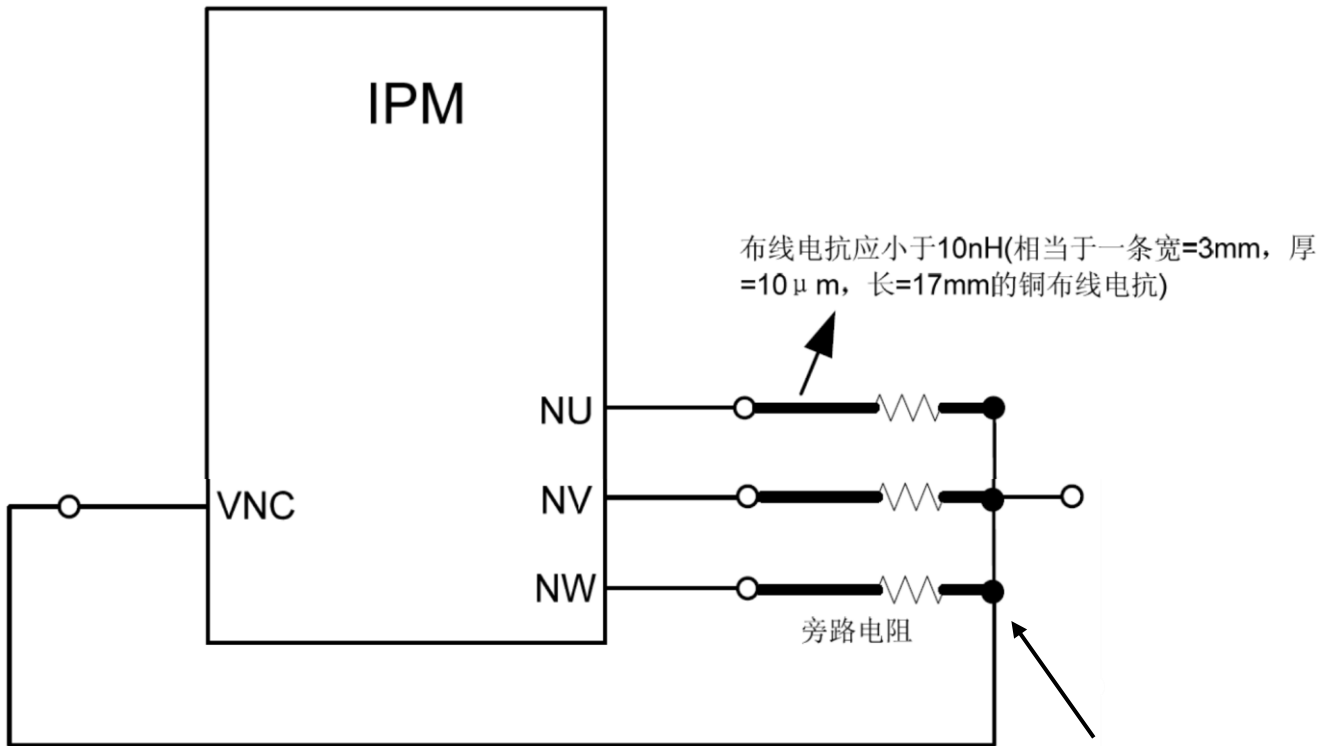 IPM
布线电抗应小于10nH(相当于一条宽=3mm，厚
=10μm，长=17mm的铜布线电抗)
NU
VNC
NV
NW
旁路电阻